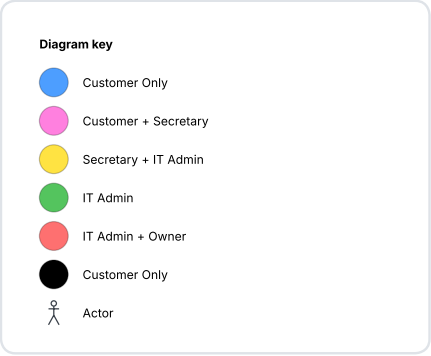 Diagram key
Customer Only
Customer + Secretary
Secretary + IT Admin
IT Admin
IT Admin + Owner
Customer Only
Actor